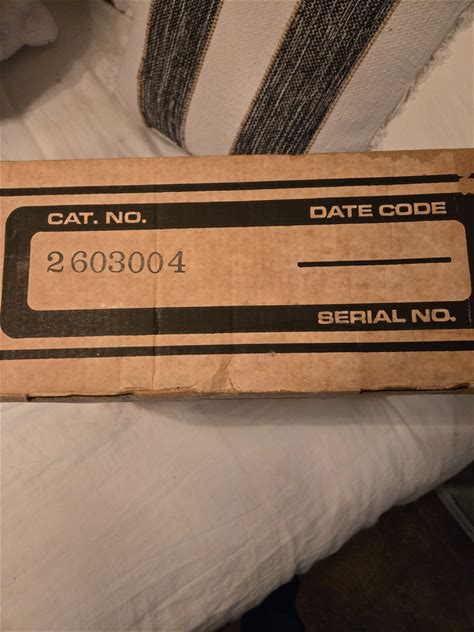 CAT. NO. DATE CODE
2603004
SERIAL NO.